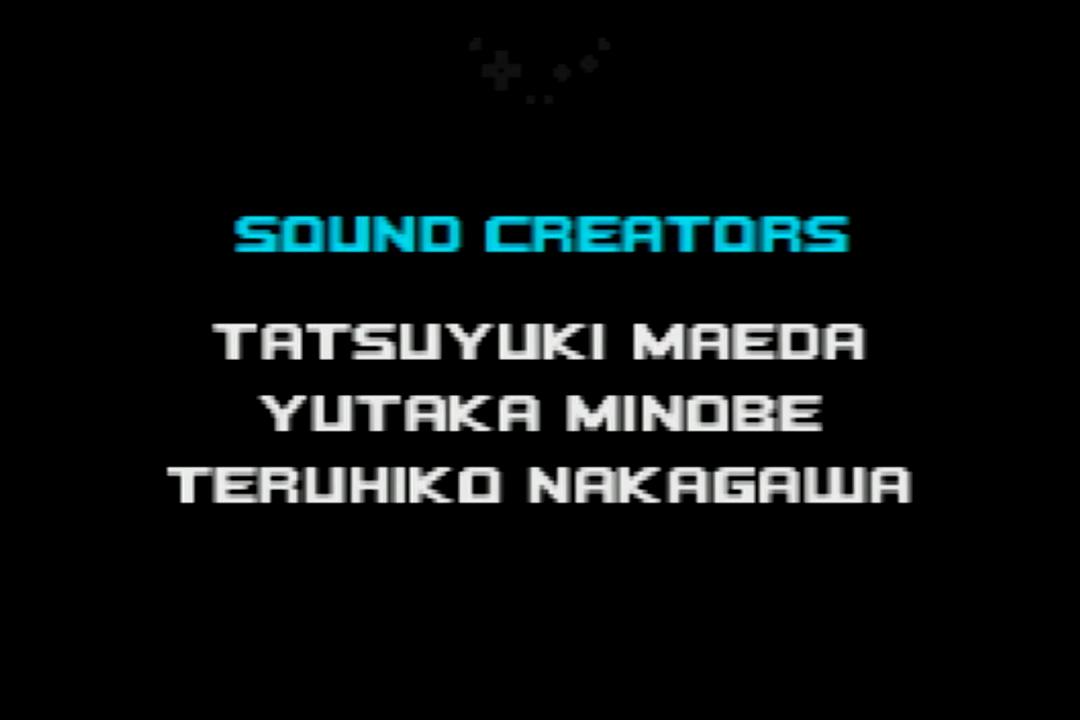 SOUND CREATORS
TATSUYUKI MAEDA
YUTAKA MINOBE
TERUHIKO NAKAGAWA